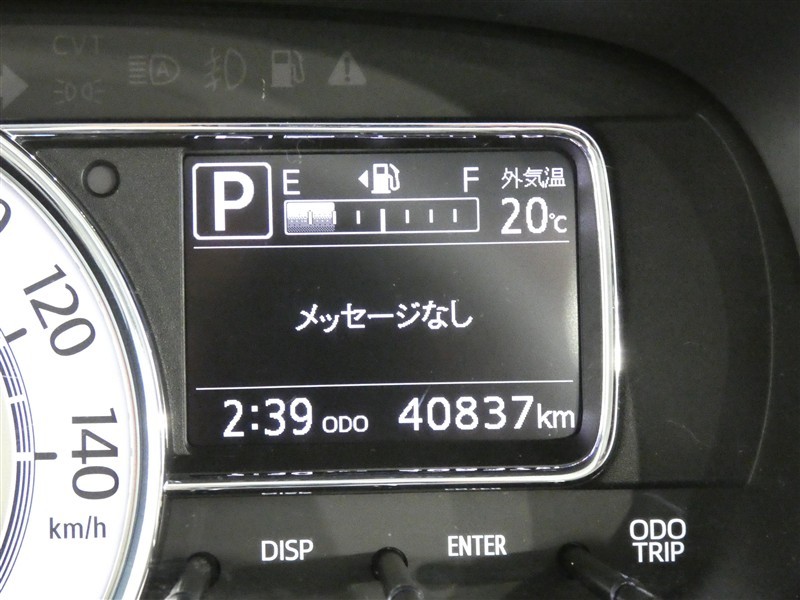 CVT
P E F 外気温
20℃
120
メッセージなし
2:39 ODO 40837km
140
km/h
DISP ENTER ODO
TRIP